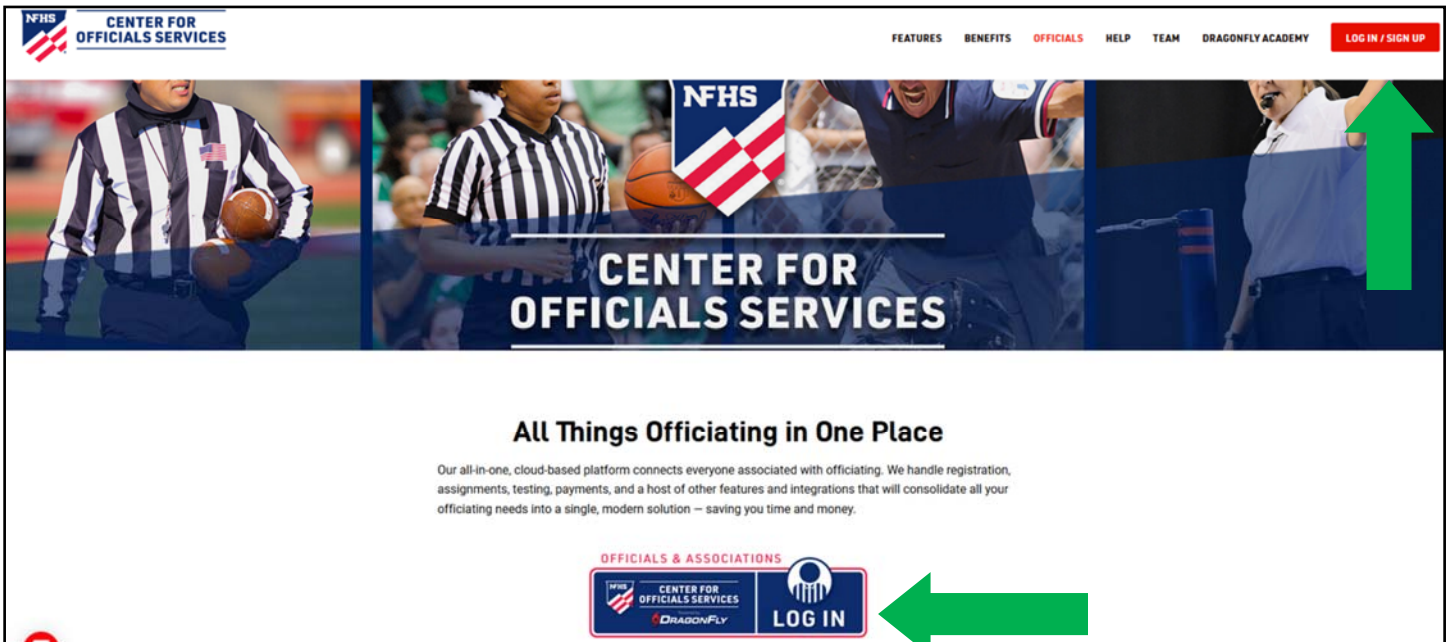 NFHS
CENTER FOR
OFFICIALS SERVICES
FEATURES BENEFITS OFFICIALS HELP TEAM DRAGONFLY ACADEMY LOG IN / SIGN UP
NFHS
CENTER FOR
OFFICIALS SERVICES
All Things Officiating in One Place
Our all-in-one, cloud-based platform connects everyone associated with officiating. We handle registration,
assignments, testing, payments, and a host of other features and integrations that will consolidate all your
officiating needs into a single, modern solution — saving you time and money.
OFFICIALS & ASSOCIATIONS
NFHS
CENTER FOR
OFFICIALS SERVICES
DRAGONFLY
LOG IN